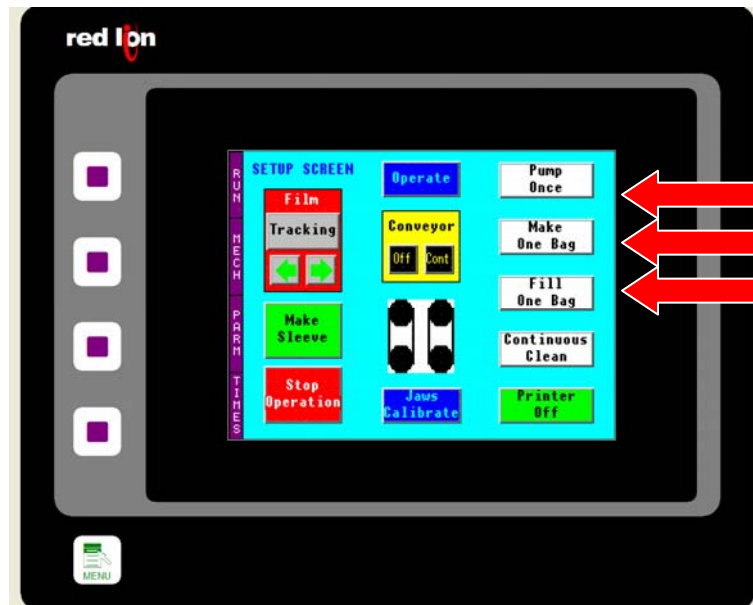 red lion
SETUP SCREEN
RUN
MECH
PARM
TIMES
Film
Tracking
Make
Sleeve
Stop
Operation
Operate
Conveyor
Off Cont
Jaws
Calibrate
Pump
Once
Make
One Bag
Fill
One Bag
Continuous
Clean
Printer
Off
MENU